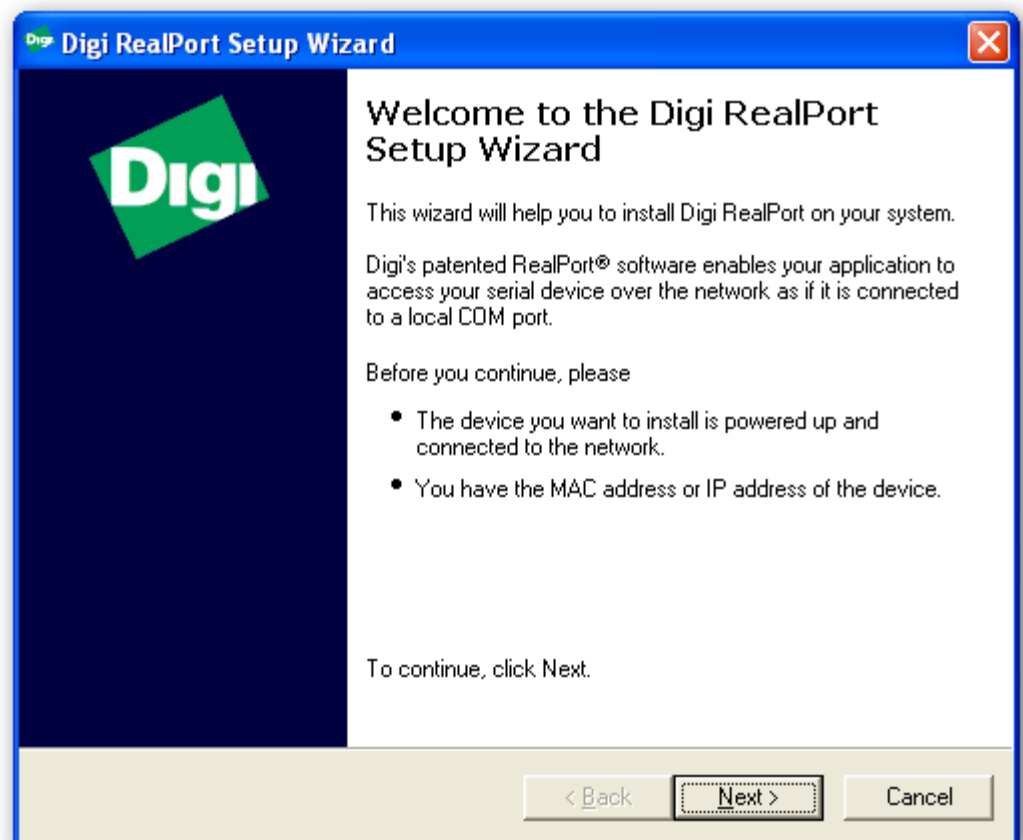 Digi Digi RealPort Setup Wizard
Digi
Welcome to the Digi RealPort
Setup Wizard
This wizard will help you to install Digi RealPort on your system.
Digi's patented RealPort® software enables your application to
access your serial device over the network as if it is connected
to a local COM port.
Before you continue, please
• The device you want to install is powered up and
connected to the network.
• You have the MAC address or IP address of the device.
To continue, click Next.
< Back
Next >
Cancel